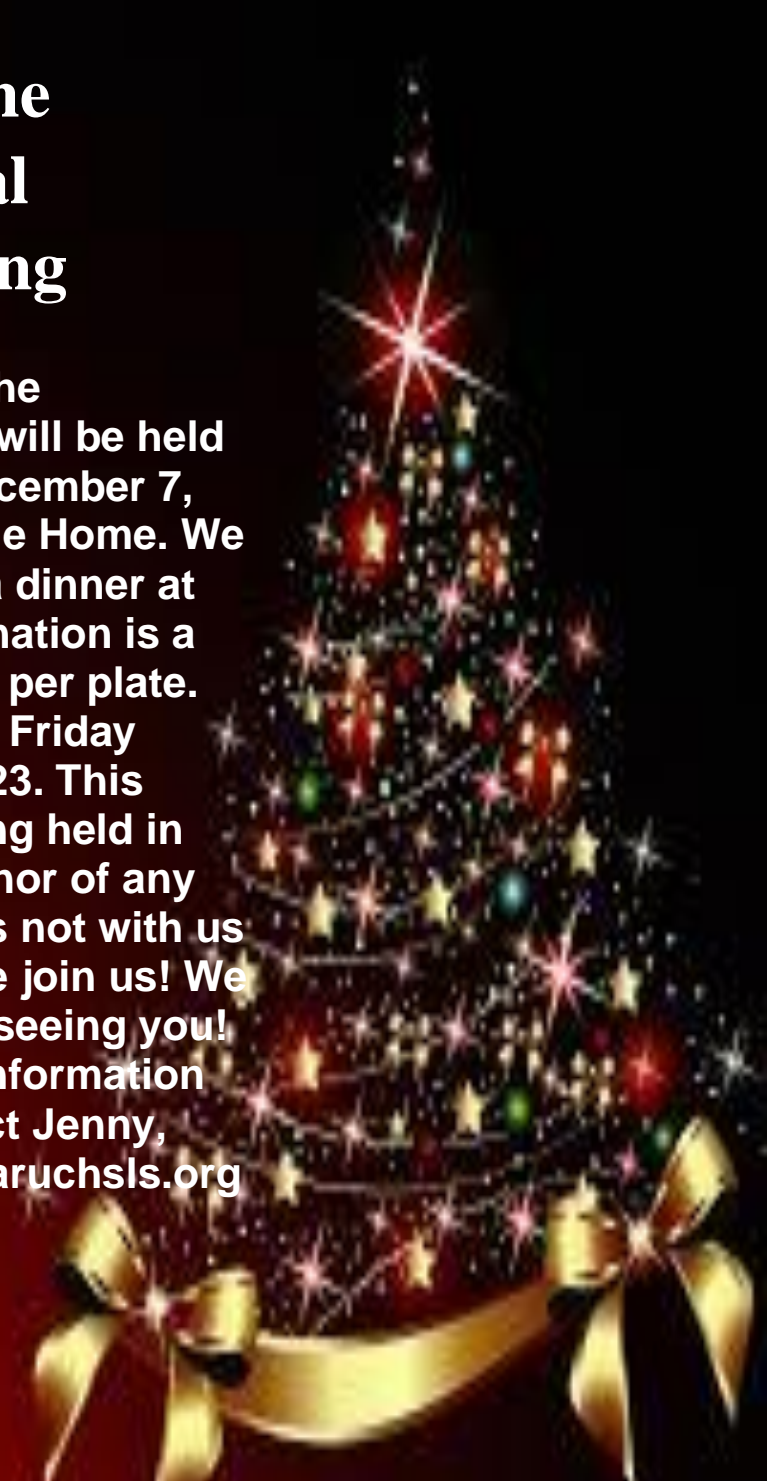 he
al
ng
he
will be held
cember 7,
e Home. We
a dinner at
nation is a
per plate.
Friday
23. This
ng held in
nor of any
s not with us
e join us! We
seeing you!
nformation
ct Jenny,
aruchsls.org